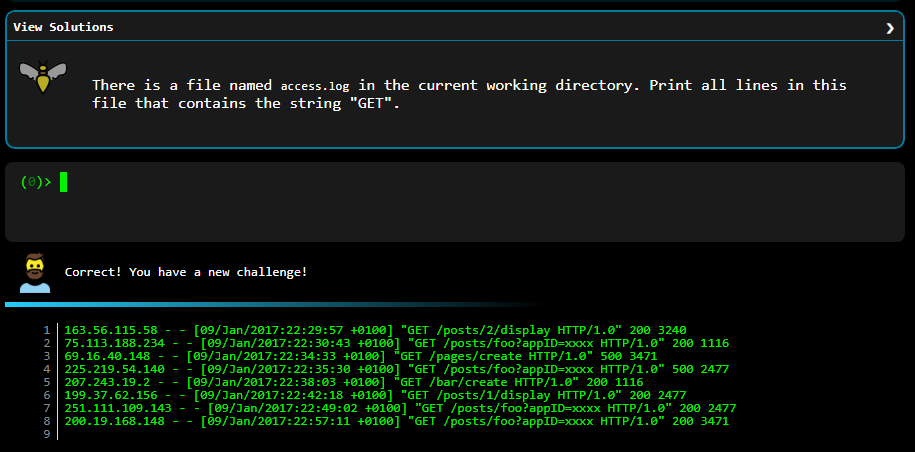 View Solutions
There is a file named access.log in the current working directory. Print all lines in this
file that contains the string "GET".
(0)>
Correct! You have a new challenge!
1 163.56.115.58 - - [09/Jan/2017:22:29:57 +0100] "GET /posts/2/display HTTP/1.0" 200 3240
2 75.113.188.234 - - [09/Jan/2017:22:30:43 +0100] "GET /posts/foo?appID=xxxx HTTP/1.0" 200 1116
3 69.16.40.148 - - [09/Jan/2017:22:34:33 +0100] "GET /pages/create HTTP/1.0" 500 3471
4 225.219.54.140 - - [09/Jan/2017:22:35:30 +0100] "GET /posts/foo?appID=xxxx HTTP/1.0" 500 2477
5 207.243.19.2 - - [09/Jan/2017:22:38:03 +0100] "GET /bar/create HTTP/1.0" 200 1116
6 199.37.62.156 - - [09/Jan/2017:22:42:18 +0100] "GET /posts/1/display HTTP/1.0" 200 2477
7 251.111.109.143 - - [09/Jan/2017:22:49:02 +0100] "GET /posts/foo?appID=xxxx HTTP/1.0" 200 2477
8 200.19.168.148 - - [09/Jan/2017:22:57:11 +0100] "GET /posts/foo?appID=xxxx HTTP/1.0" 200 3471
9